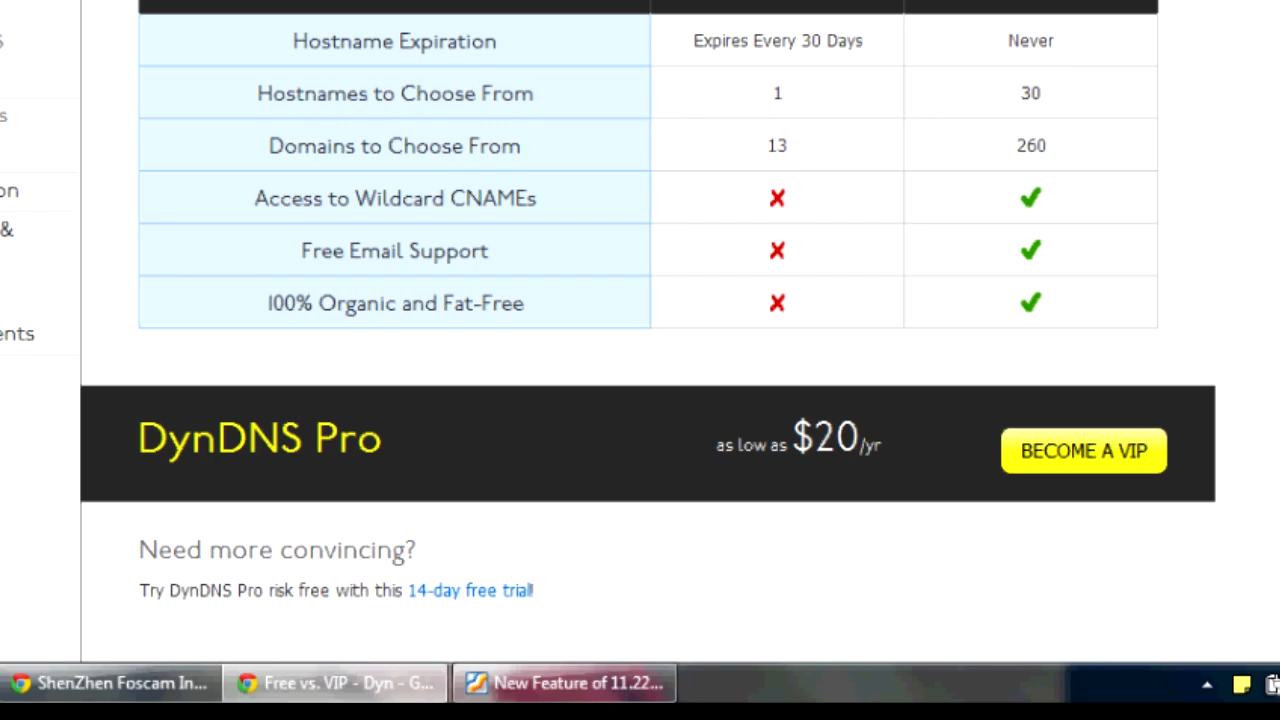 Hostname Expiration Expires Every 30 Days Never
Hostnames to Choose From 1 30
Domains to Choose From 13 260
Access to Wildcard CNAMEs ✘ ✔
Free Email Support ✘ ✔
100% Organic and Fat-Free ✘ ✔
on
&
ents
DynDNS Pro as low as $20/yr BECOME A VIP
Need more convincing?
Try DynDNS Pro risk free with this 14-day free trial!
ShenZhen Foscam In... Free vs. VIP - Dyn - G... New Feature of 11.22...